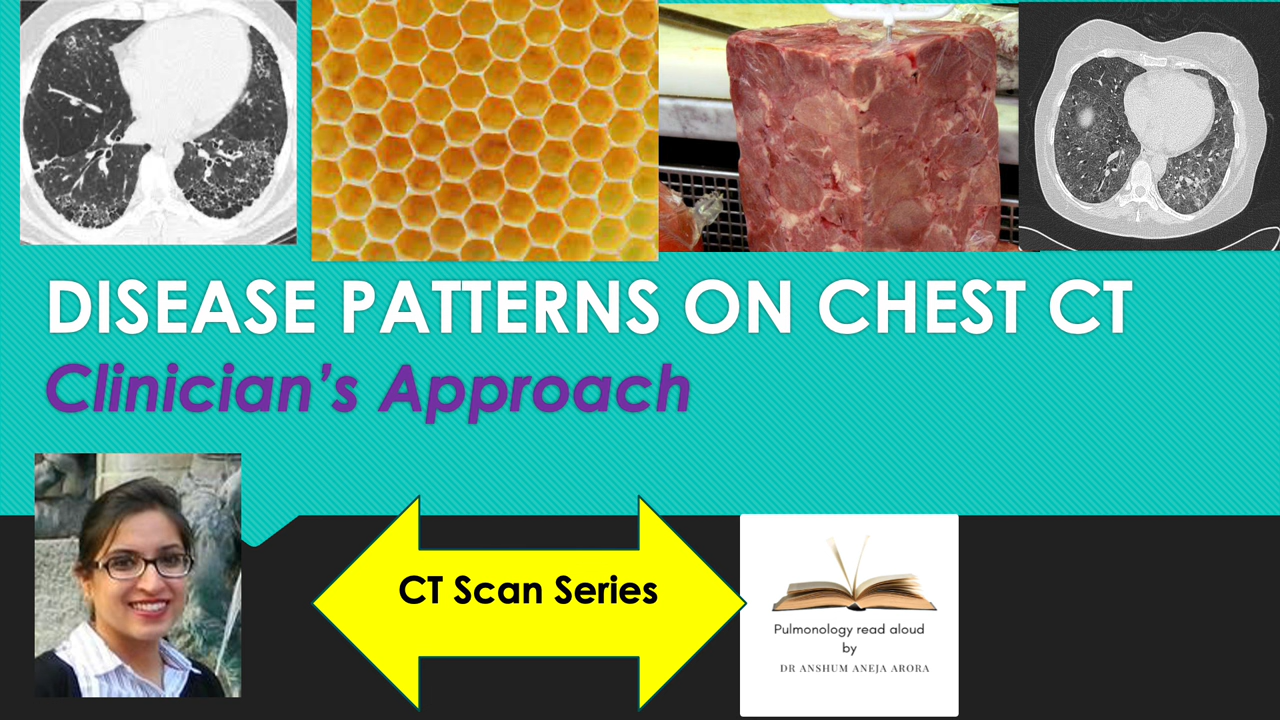 DISEASE PATTERNS ON CHEST CT
Clinician’s Approach
CT Scan Series
Pulmonology read aloud
by
DR ANSHUM ANEJA ARORA